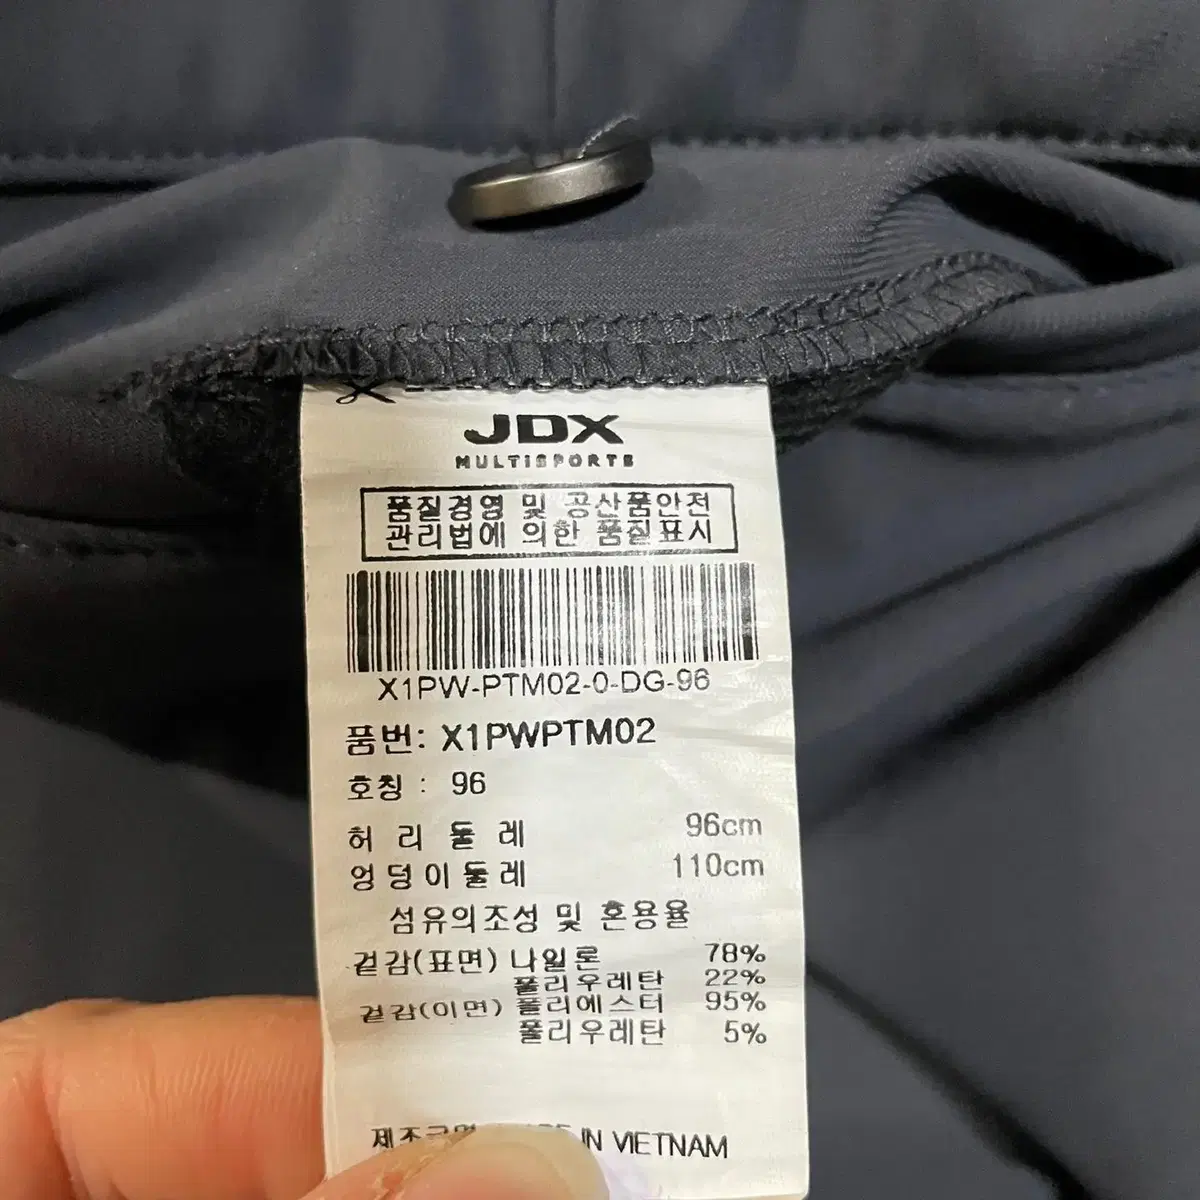 JDX
MULTISPORTS
품질경영 및 공산품안전
관리법에 의한 품질표시
X1PW-PTM02-0-DG-96
품번: X1PWPTM02
호칭 : 96
허 리 둘 레 96cm
엉덩이둘레 110cm
섬유의조성 및 혼용율
겉감(표면) 나일론 78%
폴리우레탄 22%
겉감(이면) 폴리에스터 95%
폴리우레탄 5%
IN VIETNAM